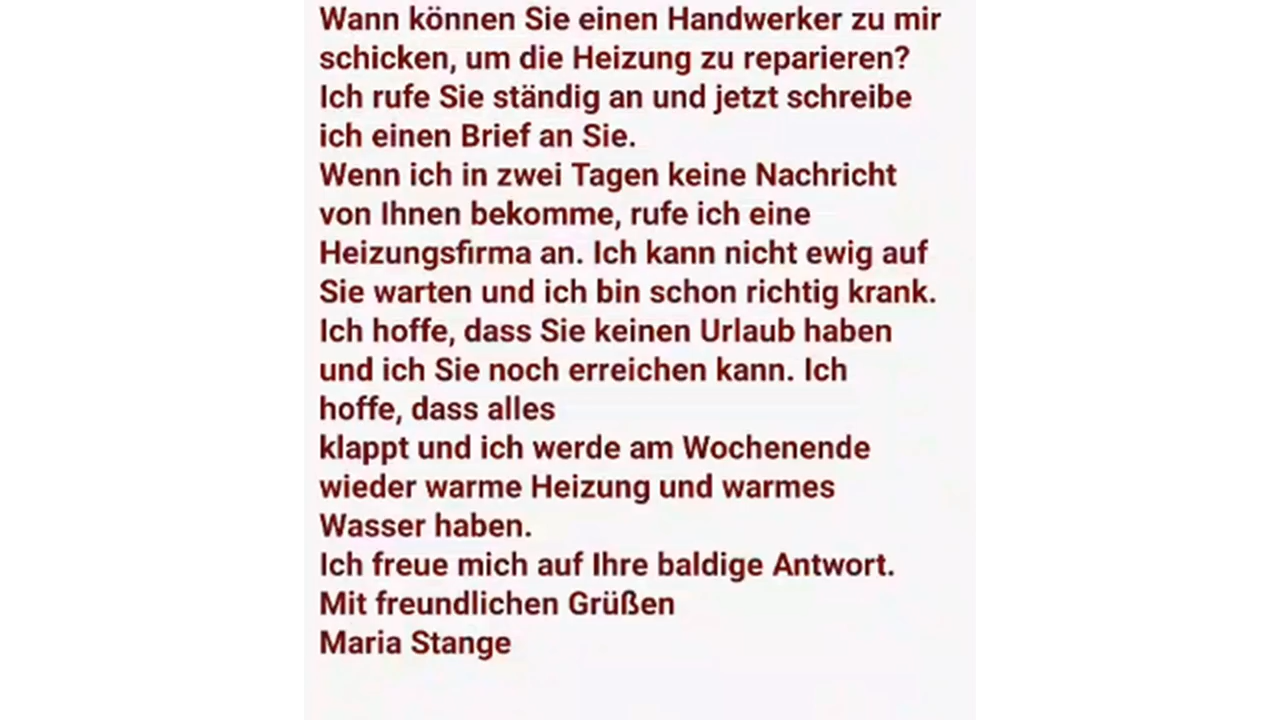 Wann können Sie einen Handwerker zu mir
schicken, um die Heizung zu reparieren?
Ich rufe Sie ständig an und jetzt schreibe
ich einen Brief an Sie.
Wenn ich in zwei Tagen keine Nachricht
von Ihnen bekomme, rufe ich eine
Heizungsfirma an. Ich kann nicht ewig auf
Sie warten und ich bin schon richtig krank.
Ich hoffe, dass Sie keinen Urlaub haben
und ich Sie noch erreichen kann. Ich
hoffe, dass alles
klappt und ich werde am Wochenende
wieder warme Heizung und warmes
Wasser haben.
Ich freue mich auf Ihre baldige Antwort.
Mit freundlichen Grüßen
Maria Stange